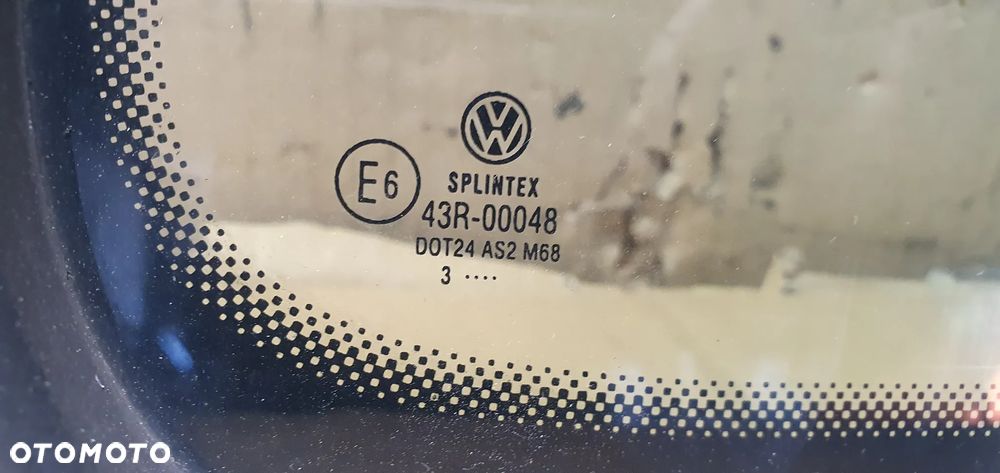 E6
SPLINTEX
43R-00048
DOT24 AS2 M68
3 ....
OTOMOTO